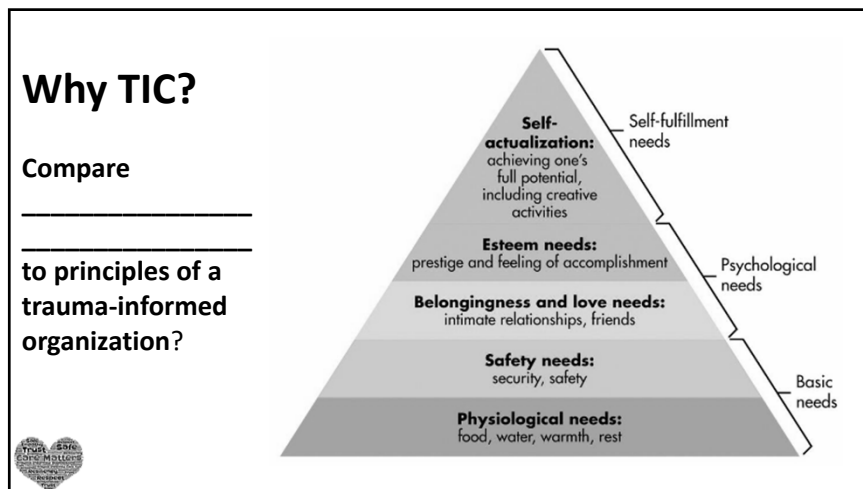 Why TIC?
Compare
__________________
__________________
to principles of a
trauma-informed
organization?
Self-
actualization:
achieving one's
full potential,
including creative
activities
Esteem needs:
prestige and feeling of accomplishment
Belongingness and love needs:
intimate relationships, friends
Safety needs:
security, safety
Physiological needs:
food, water, warmth, rest
Self-fulfillment
needs
Psychological
needs
Basic
needs
Trust Safe
Care Matters
Respect